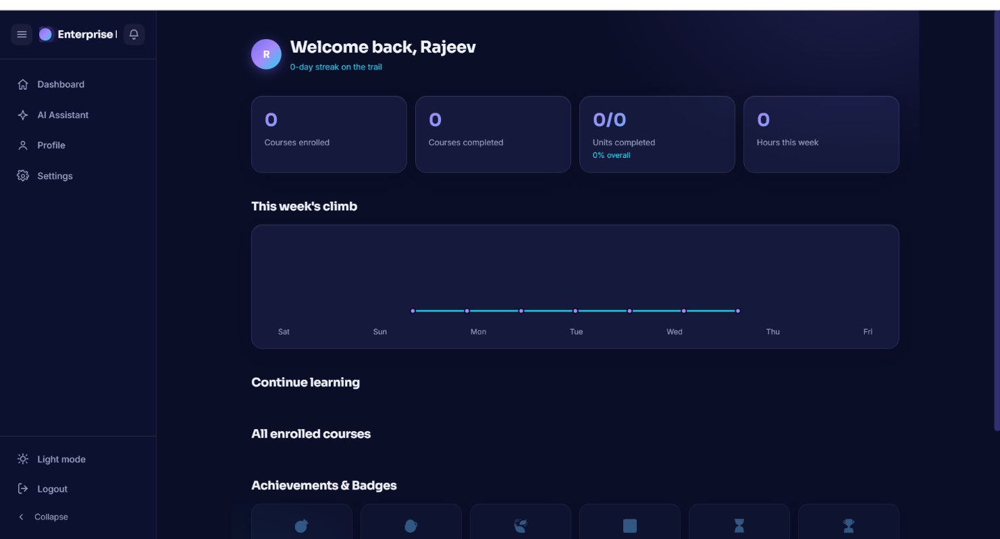 Enterprise
Dashboard
AI Assistant
Profile
Settings
Light mode
Logout
Collapse
R
Welcome back, Rajeev
0-day streak on the trail
0
Courses enrolled
0
Courses completed
0/0
Units completed
0% overall
0
Hours this week
This week's climb
Sat Sun Mon Tue Wed Thu Fri
Continue learning
All enrolled courses
Achievements & Badges